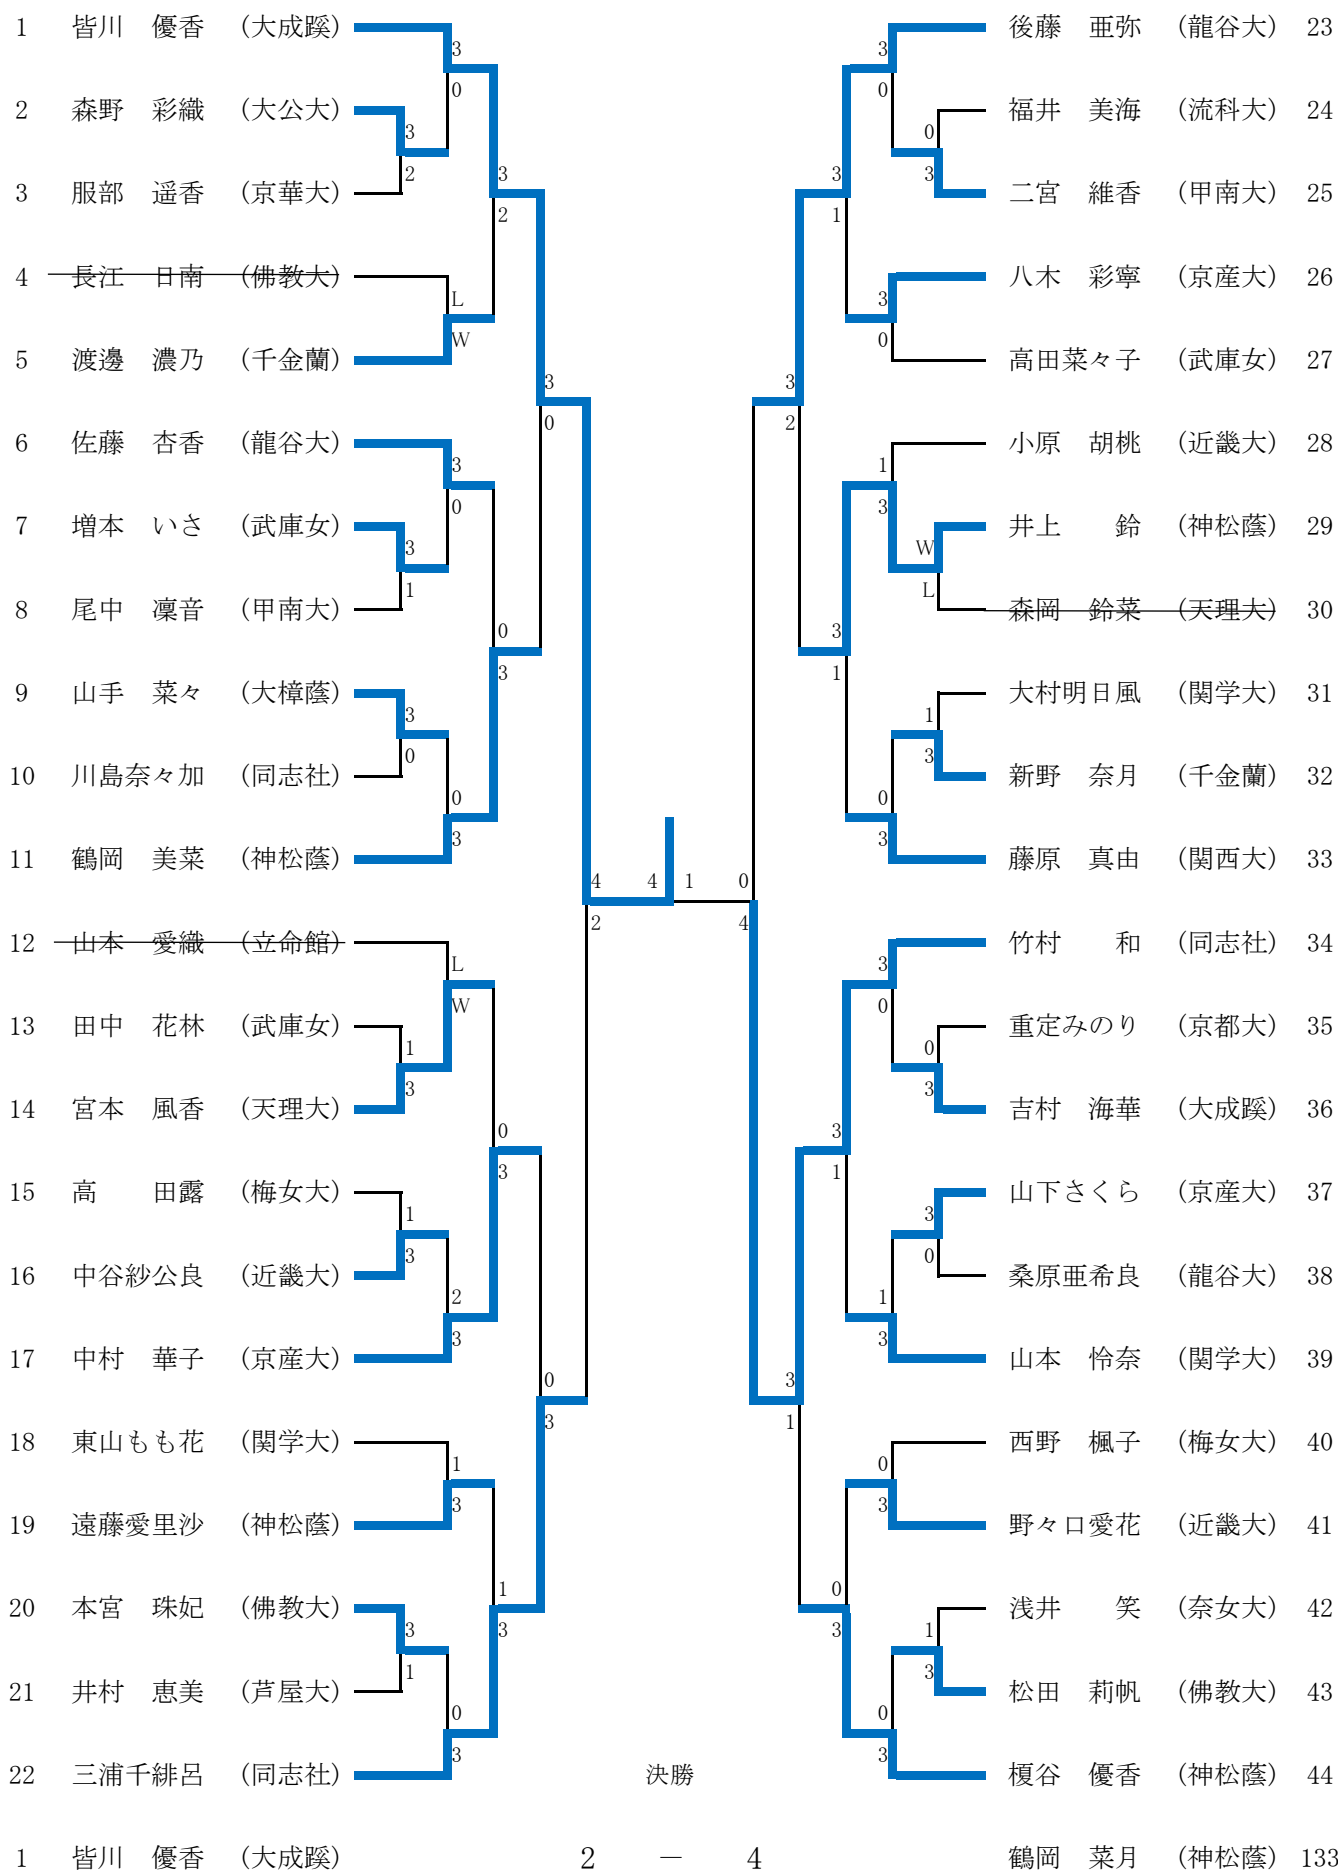 1 皆川 優香 (大成蹊)
3
0
2 森野 彩織 (大公大)
3
2
3 服部 遥香 (京華大)
3
2
4 長江 日南 (佛教大)
L
W
5 渡邊 濃乃 (千金蘭)
3
0
6 佐藤 杏香 (龍谷大)
3
0
7 増本 いさ (武庫女)
3
1
8 尾中 凜音 (甲南大)
0
3
9 山手 菜々 (大樟蔭)
3
0
10 川島奈々加 (同志社)
0
3
11 鶴岡 美菜 (神松蔭)
4
2
4 1
12 山本 愛織 (立命館)
L
W
13 田中 花林 (武庫女)
1
3
14 宮本 風香 (天理大)
0
3
15 高 田露 (梅女大)
1
3
16 中谷紗公良 (近畿大)
2
3
17 中村 華子 (京産大)
0
3
18 東山もも花 (関学大)
1
3
19 遠藤愛里沙 (神松蔭)
1
3
20 本宮 珠妃 (佛教大)
3
1
21 井村 恵美 (芦屋大)
0
3
22 三浦千緋呂 (同志社)
後藤 亜弥 (龍谷大) 23
3
0
福井 美海 (流科大) 24
0
3
二宮 維香 (甲南大) 25
3
1
八木 彩寧 (京産大) 26
3
0
高田菜々子 (武庫女) 27
3
2
小原 胡桃 (近畿大) 28
1
3
井上 鈴 (神松蔭) 29
W
L
森岡 鈴菜 (天理大) 30
3
1
大村明日風 (関学大) 31
1
3
新野 奈月 (千金蘭) 32
0
3
藤原 真由 (関西大) 33
0
4
竹村 和 (同志社) 34
3
0
重定みのり (京都大) 35
0
3
吉村 海華 (大成蹊) 36
3
1
山下さくら (京産大) 37
3
0
桑原亜希良 (龍谷大) 38
1
3
山本 怜奈 (関学大) 39
3
1
西野 楓子 (梅女大) 40
0
3
野々口愛花 (近畿大) 41
0
3
浅井 笑 (奈女大) 42
1
3
松田 莉帆 (佛教大) 43
0
3
榎谷 優香 (神松蔭) 44
決勝
1 皆川 優香 (大成蹊) 2 － 4 鶴岡 菜月 (神松蔭) 133